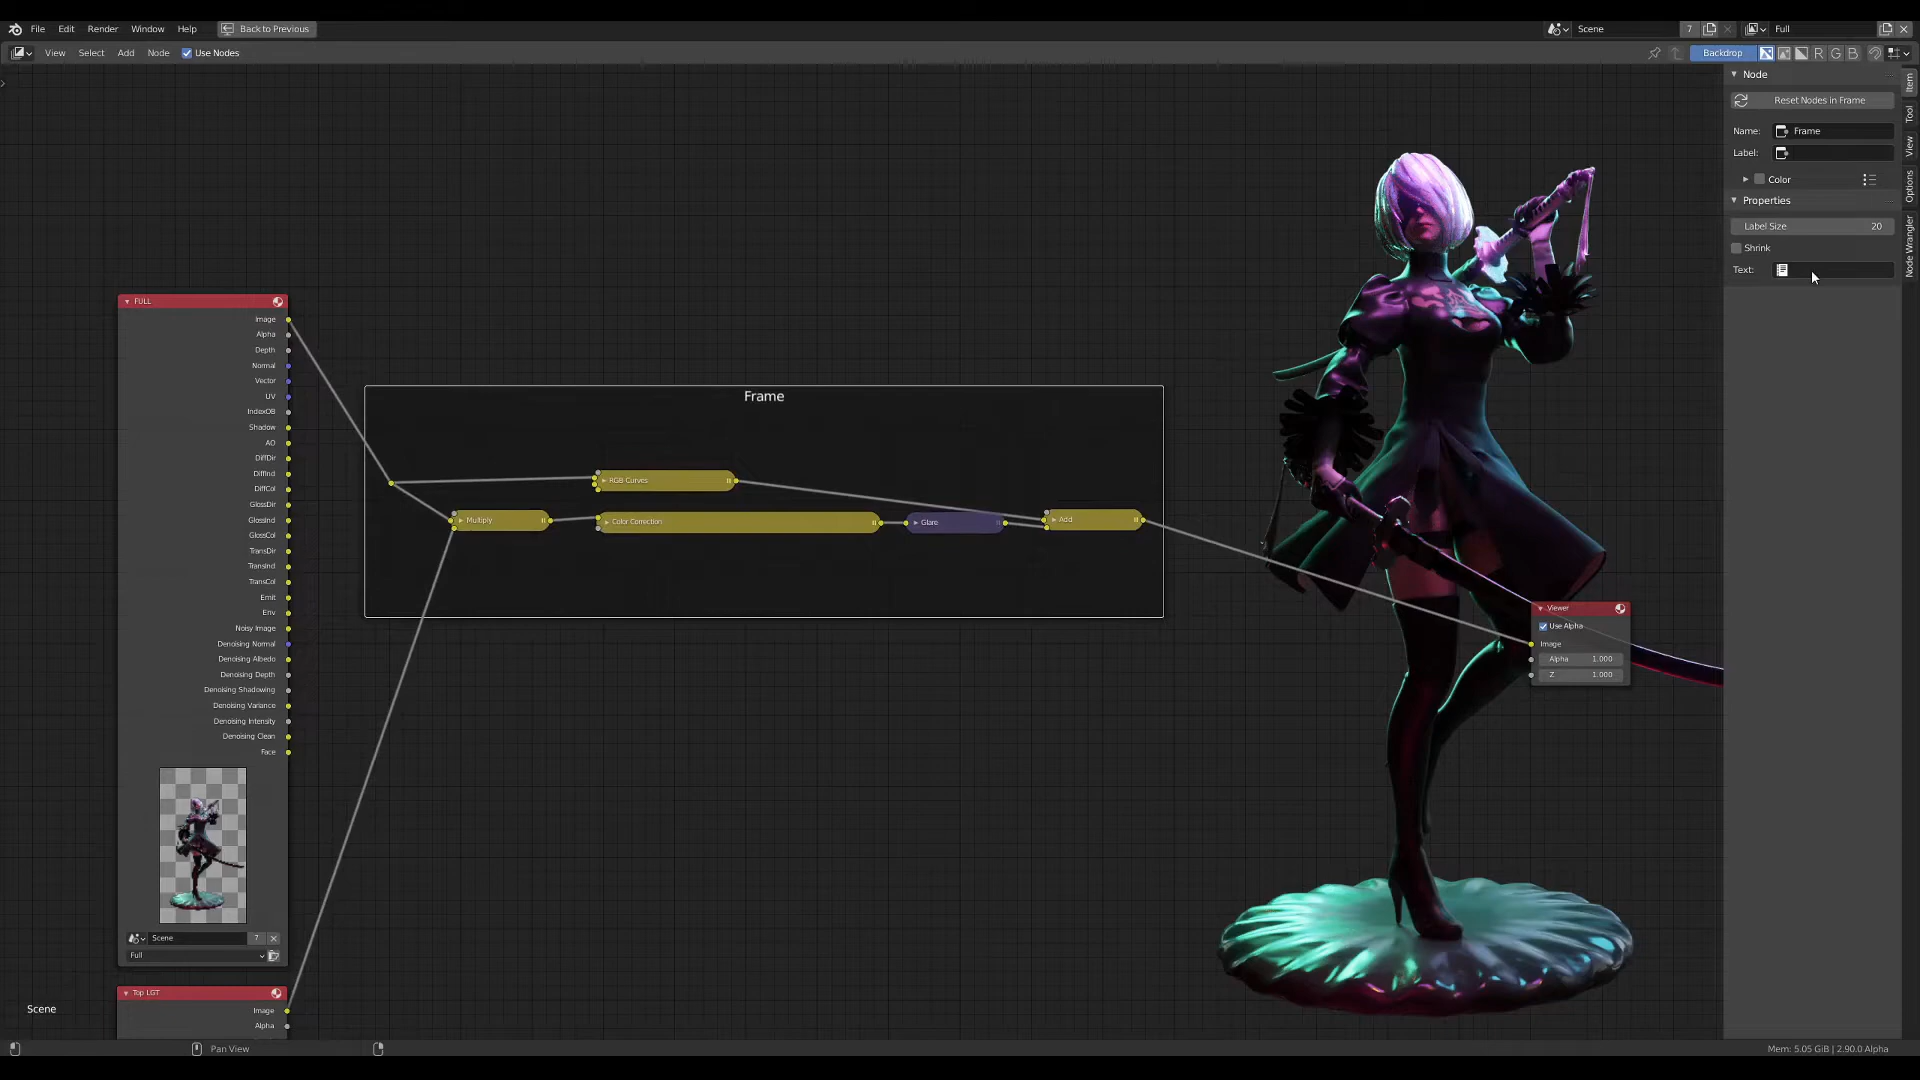 File Edit Render Window Help Back to Previous Scene 7 Full
View Select Add Node Use Nodes Backdrop R G B
Node
Reset Nodes in Frame
Name: Frame
Label:
Color
Properties
Label Size 20
Shrink
Text:
Item
Tool
View
Options
Node Wrangler
FULL
Image
Alpha
Depth
Normal
Vector
UV
IndexOB
Shadow
AO
DiffDir
DiffInd
DiffCol
GlossDir
GlossInd
GlossCol
TransDir
TransInd
TransCol
Emit
Env
Noisy Image
Denoising Normal
Denoising Albedo
Denoising Depth
Denoising Shadowing
Denoising Variance
Denoising Intensity
Denoising Clean
Face
Scene 7
Full
Top LGT
Image
Alpha
Frame
RGB Curves
Multiply
Color Correction
Glare
Add
Viewer
Use Alpha
Image
Alpha 1.000
Z 1.000
Scene
Pan View
Mem: 5.05 GiB | 2.90.0 Alpha